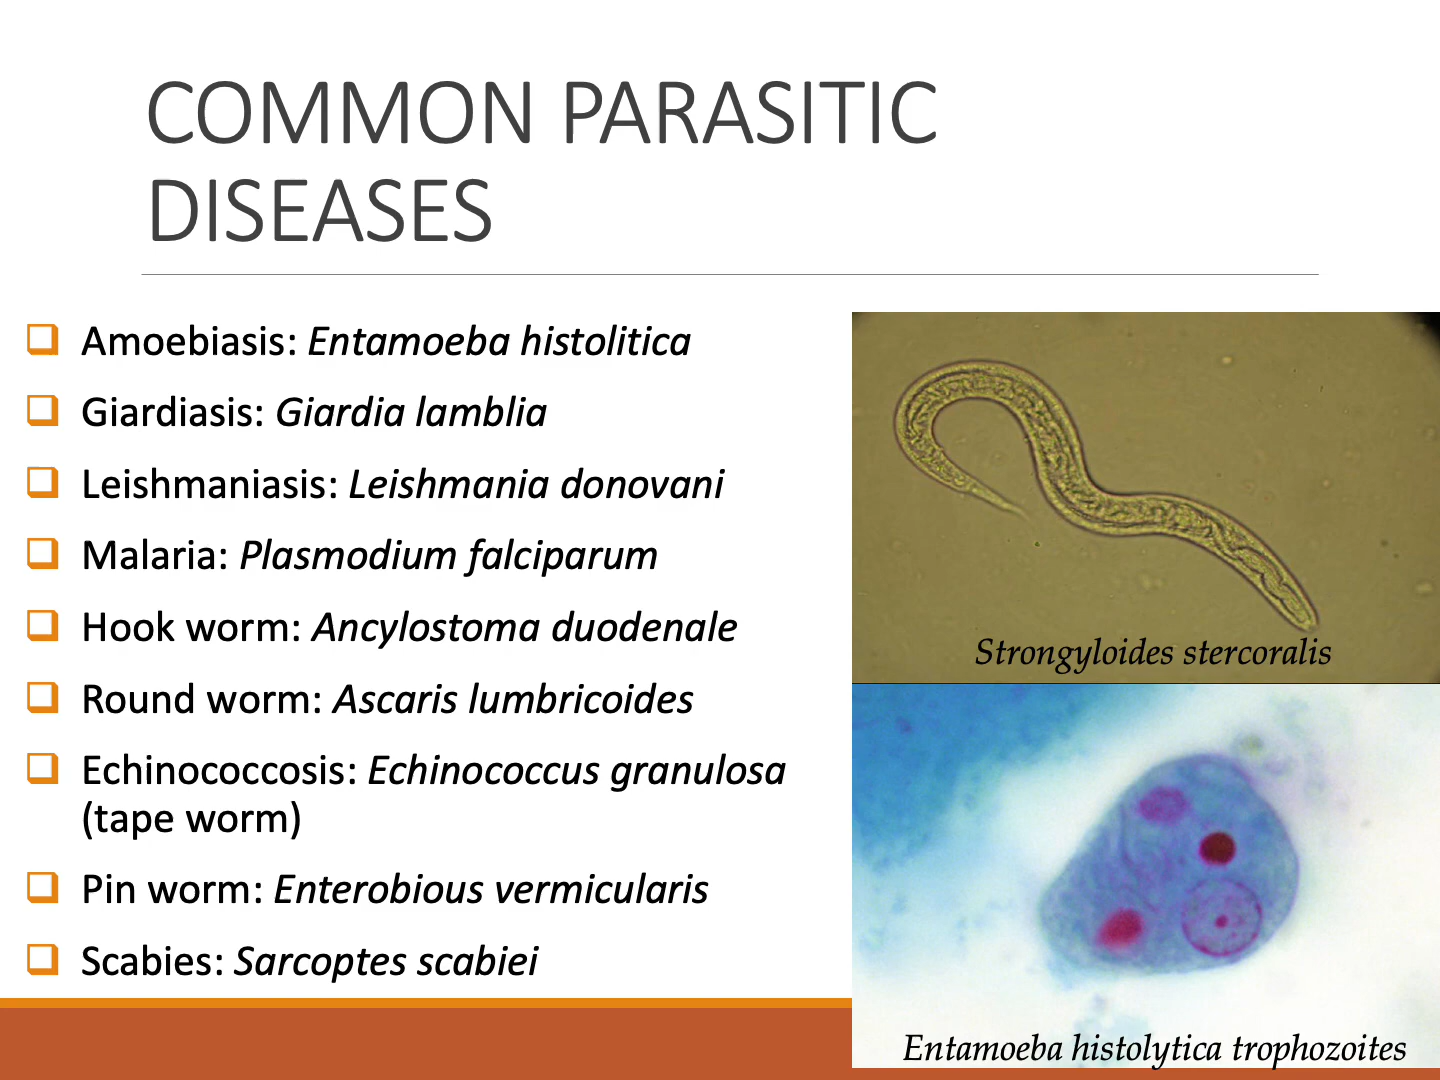 COMMON PARASITIC
DISEASES
Amoebiasis: Entamoeba histolitica
Giardiasis: Giardia lamblia
Leishmaniasis: Leishmania donovani
Malaria: Plasmodium falciparum
Hook worm: Ancylostoma duodenale
Round worm: Ascaris lumbricoides
Echinococcosis: Echinococcus granulosa
(tape worm)
Pin worm: Enterobious vermicularis
Scabies: Sarcoptes scabiei
Strongyloides stercoralis
Entamoeba histolytica trophozoites